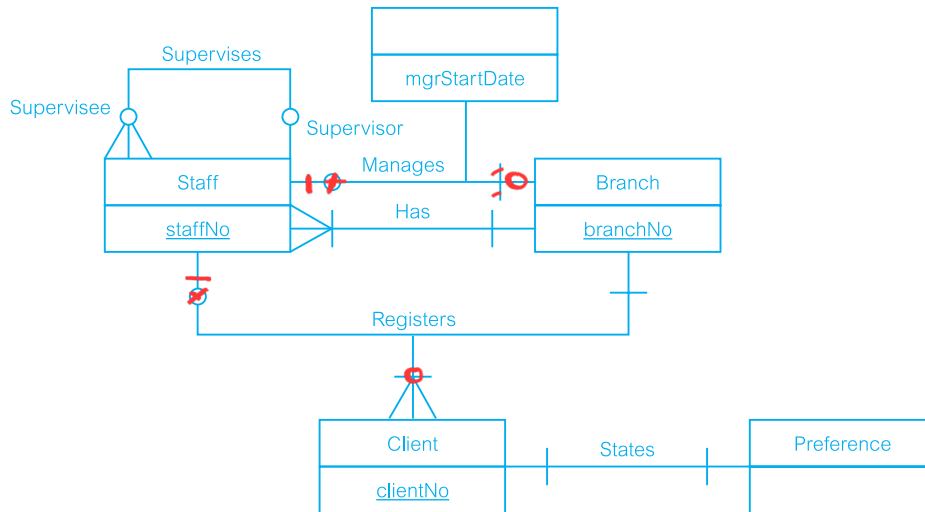 Supervises
mgrStartDate
Supervisee
Supervisor
Manages
Staff
Branch
Has
staffNo
branchNo
Registers
Client
States
Preference
clientNo